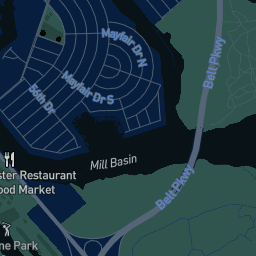 Mayfair Dr N
Belt Pkwy
Mayfair Dr S
56th Dr
Mill Basin
ster Restaurant
ood Market
Belt Pkwy
ne Park